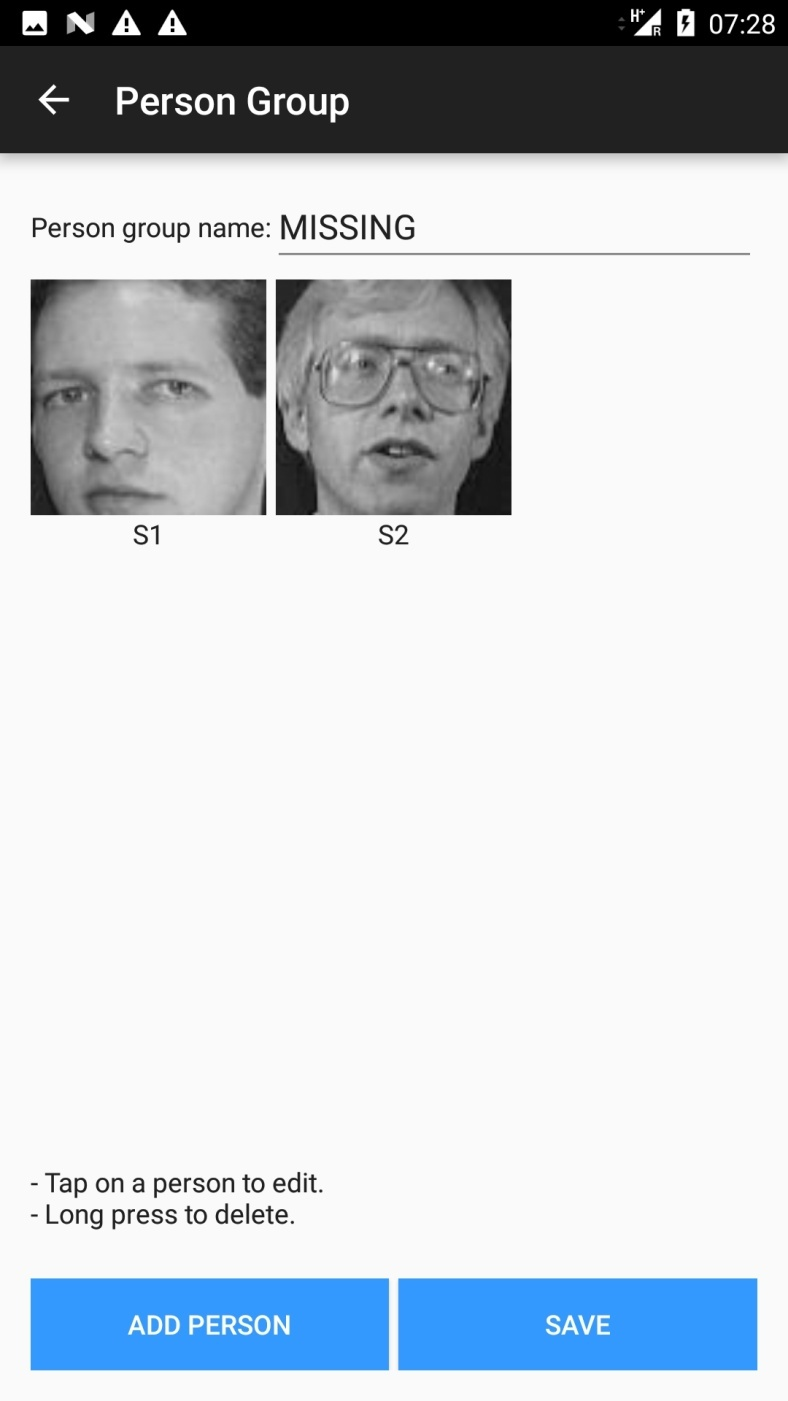 H+ R 07:28
Person Group
Person group name: MISSING
S1 S2
- Tap on a person to edit.
- Long press to delete.
ADD PERSON SAVE